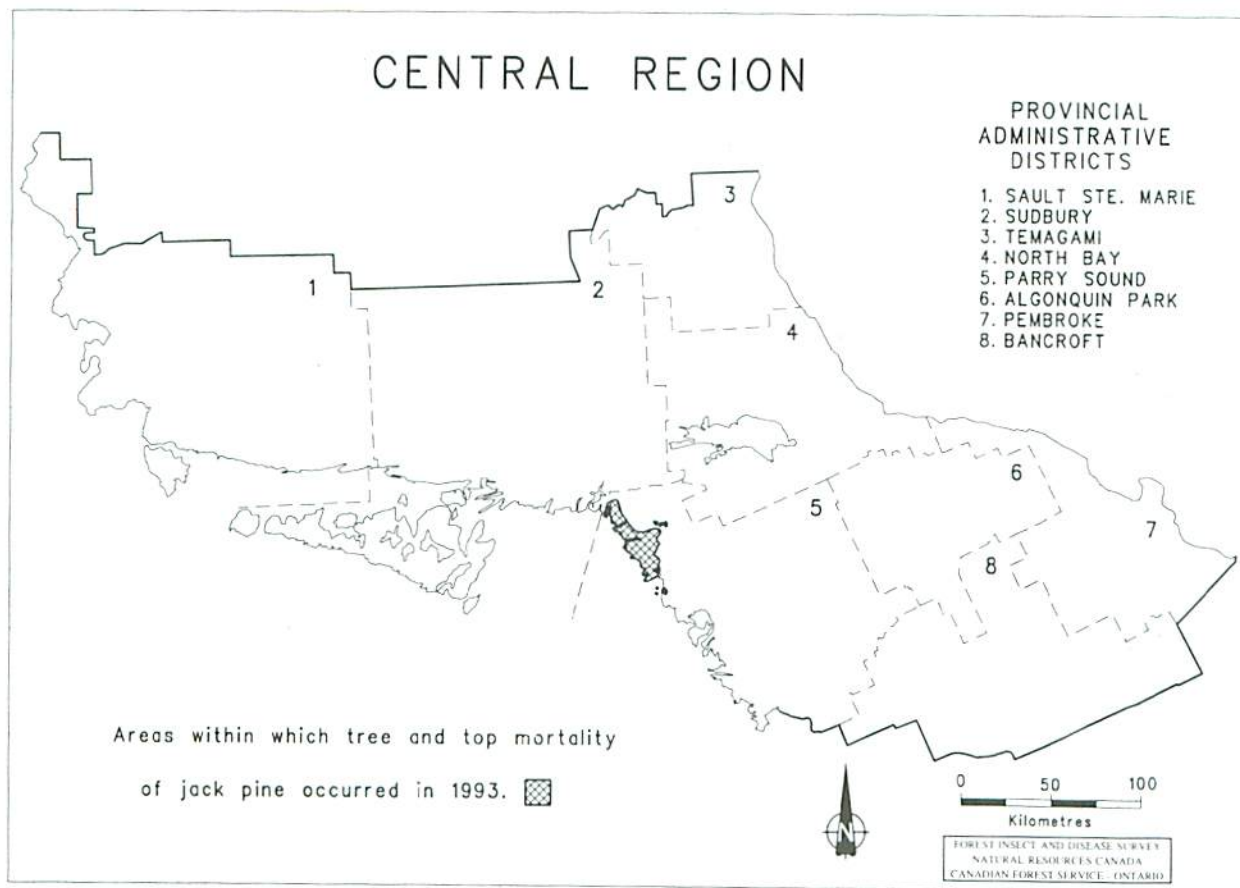 CENTRAL REGION
PROVINCIAL
ADMINISTRATIVE
DISTRICTS
1. SAULT STE. MARIE
2. SUDBURY
3. TEMAGAMI
4. NORTH BAY
5. PARRY SOUND
6. ALGONQUIN PARK
7. PEMBROKE
8. BANCROFT
3
1
2
4
6
5
7
8
Areas within which tree and top mortality
of jack pine occurred in 1993.
0 50 100
Kilometres
N
FOREST INSECT AND DISEASE SURVEY
NATURAL RESOURCES CANADA
CANADIAN FOREST SERVICE - ONTARIO